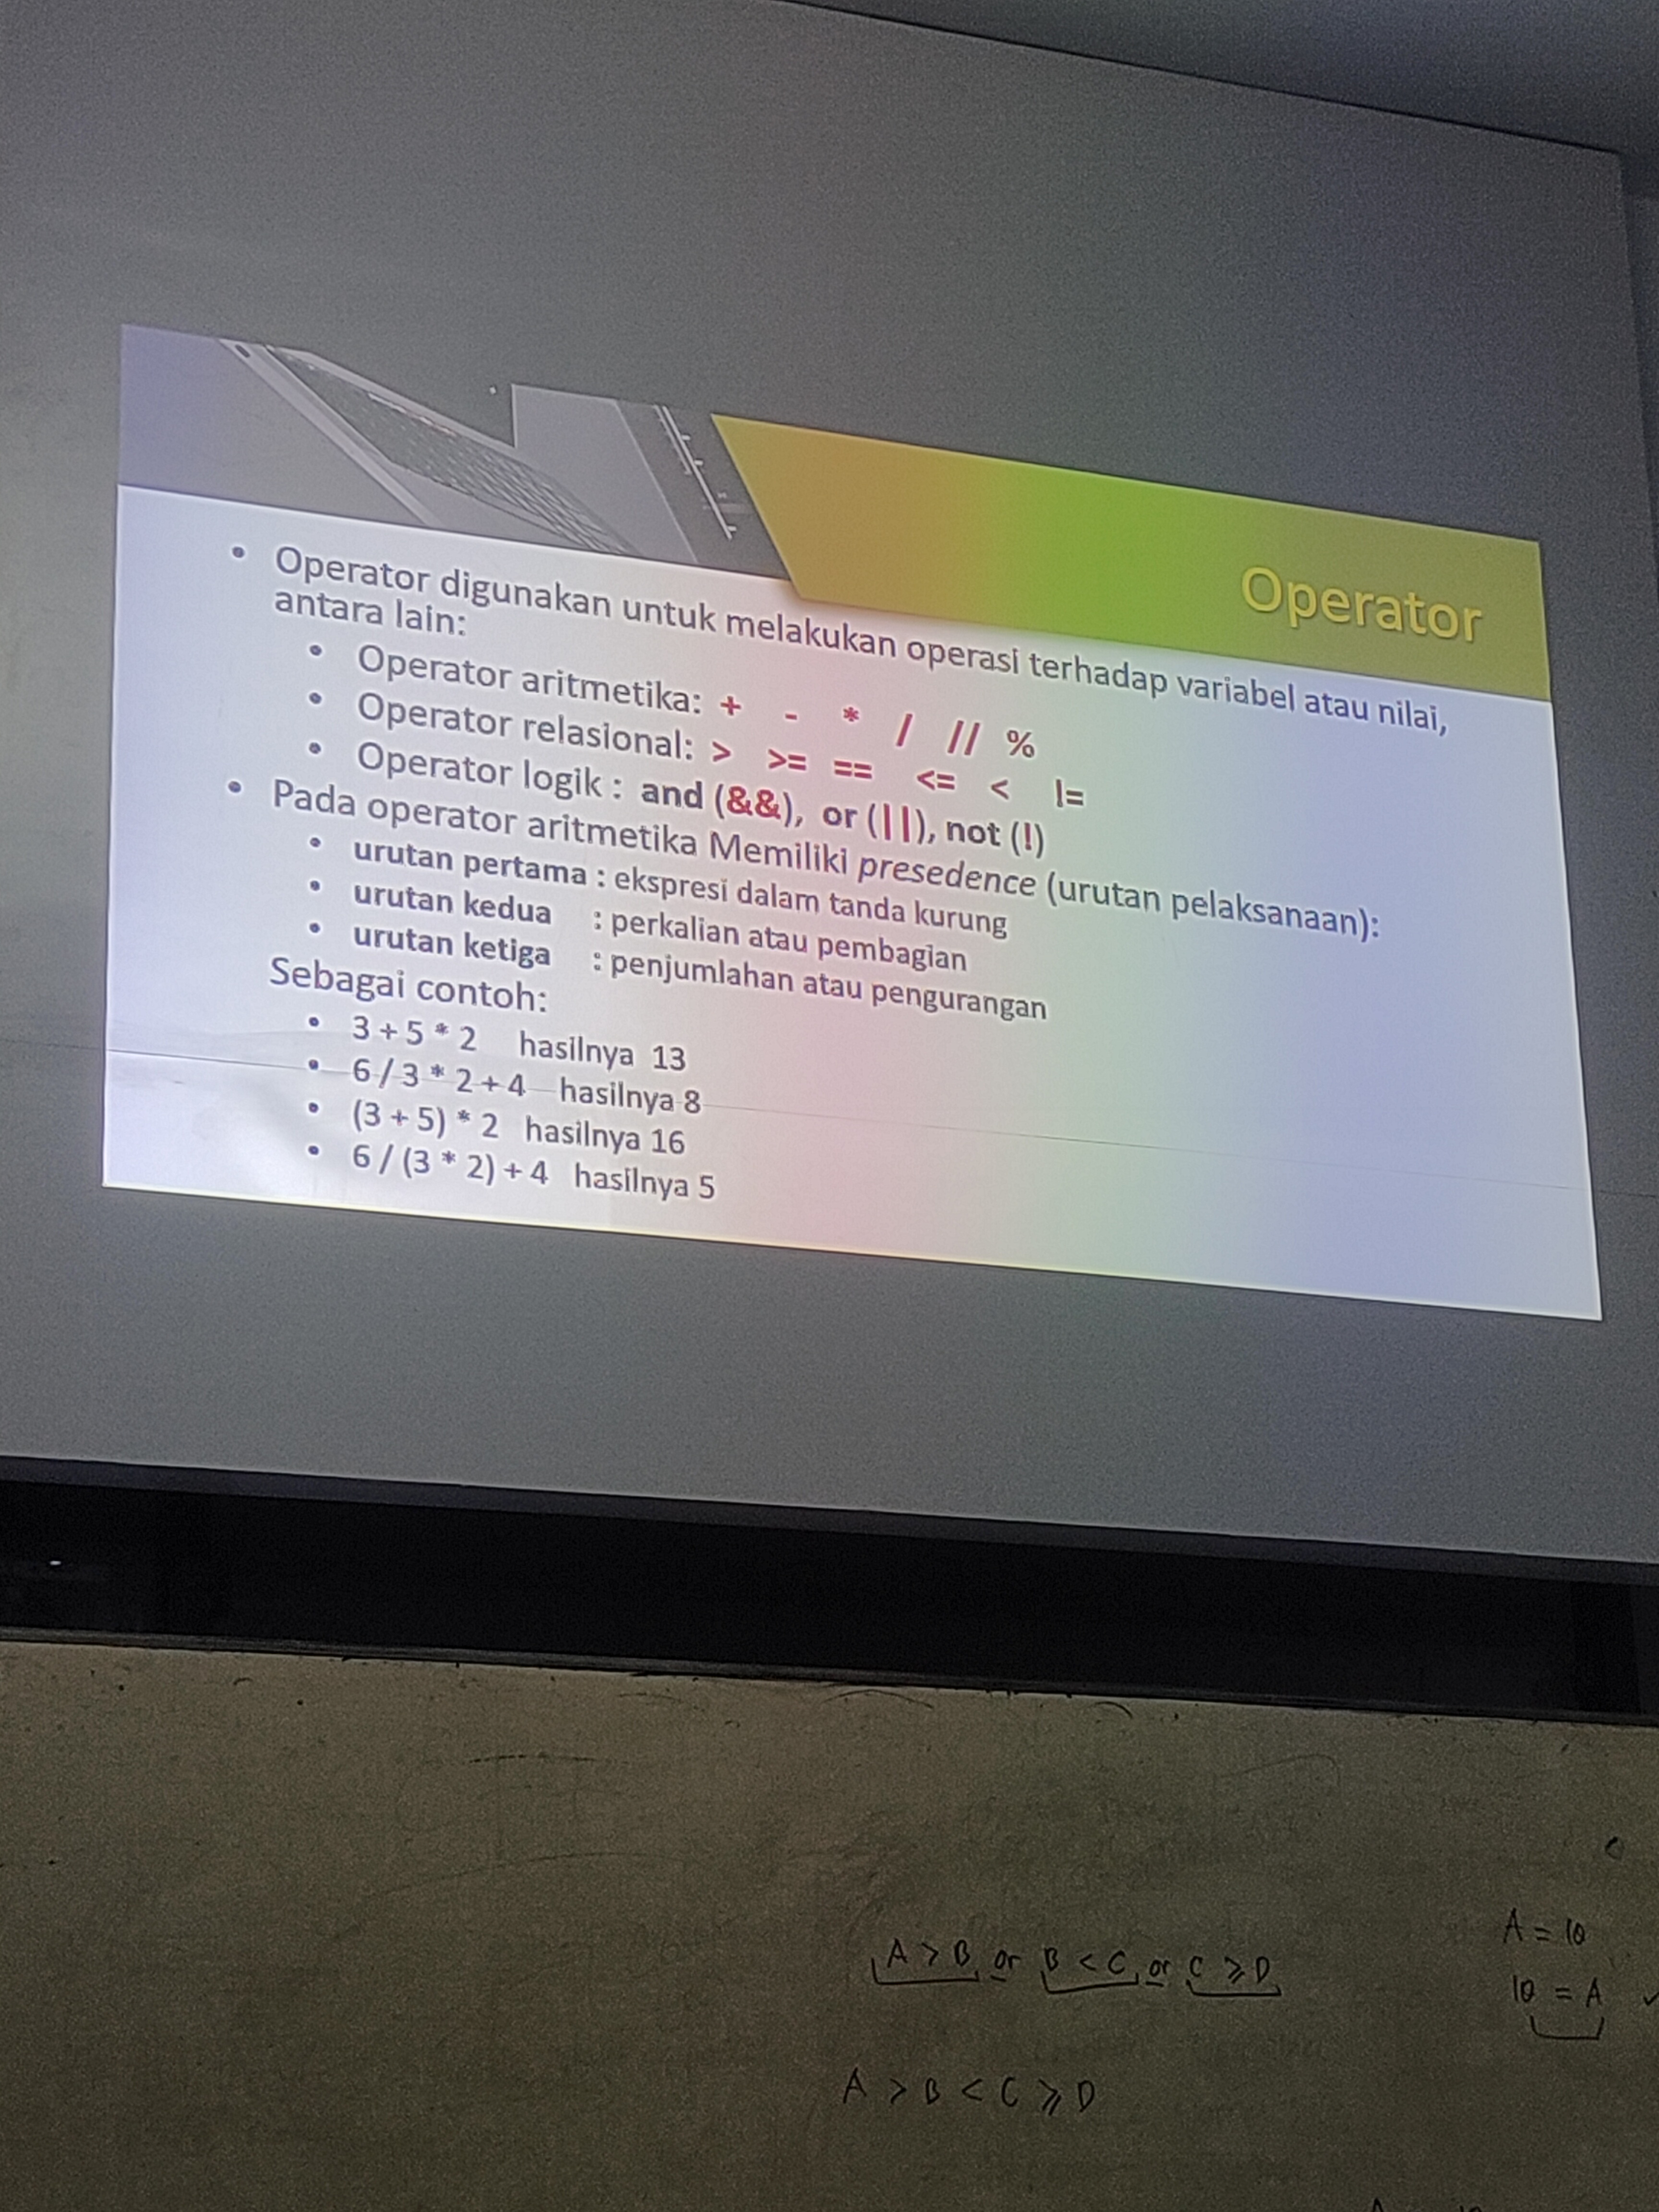 Operator
• Operator digunakan untuk melakukan operasi terhadap variabel atau nilai,
antara lain:
• Operator aritmetika: + - * / // %
• Operator relasional: > >= == <= < !=
• Operator logik : and (&&), or (||), not (!)
• Pada operator aritmetika Memiliki presedence (urutan pelaksanaan):
• urutan pertama : ekspresi dalam tanda kurung
• urutan kedua : perkalian atau pembagian
• urutan ketiga : penjumlahan atau pengurangan
Sebagai contoh:
• 3 + 5 * 2 hasilnya 13
• 6 / 3 * 2 + 4 hasilnya 8
• (3 + 5) * 2 hasilnya 16
• 6 / (3 * 2) + 4 hasilnya 5
A > B or B < C or C ⩾ D
A > B < C ⩾ D
A = 10
10 = A